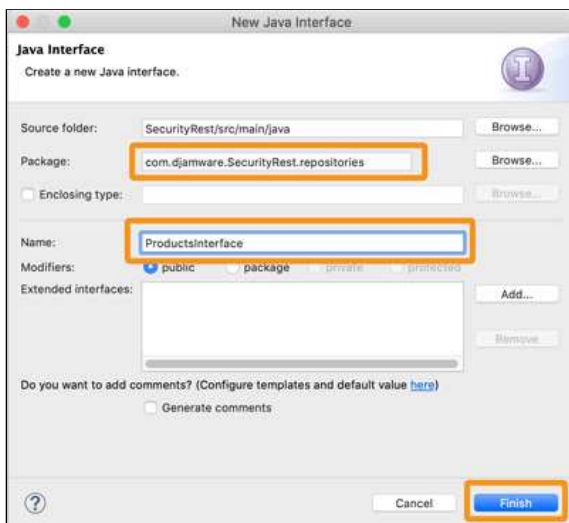 New Java Interface
Java Interface
Create a new Java interface.
Source folder: SecurityRest/src/main/java Browse...
Package: com.djamware.SecurityRest.repositories Browse...
Enclosing type: Browse...
Name: ProductsInterface
Modifiers: public package private protected
Extended interfaces: Add...
Remove
Do you want to add comments? (Configure templates and default value here)
Generate comments
? Cancel Finish